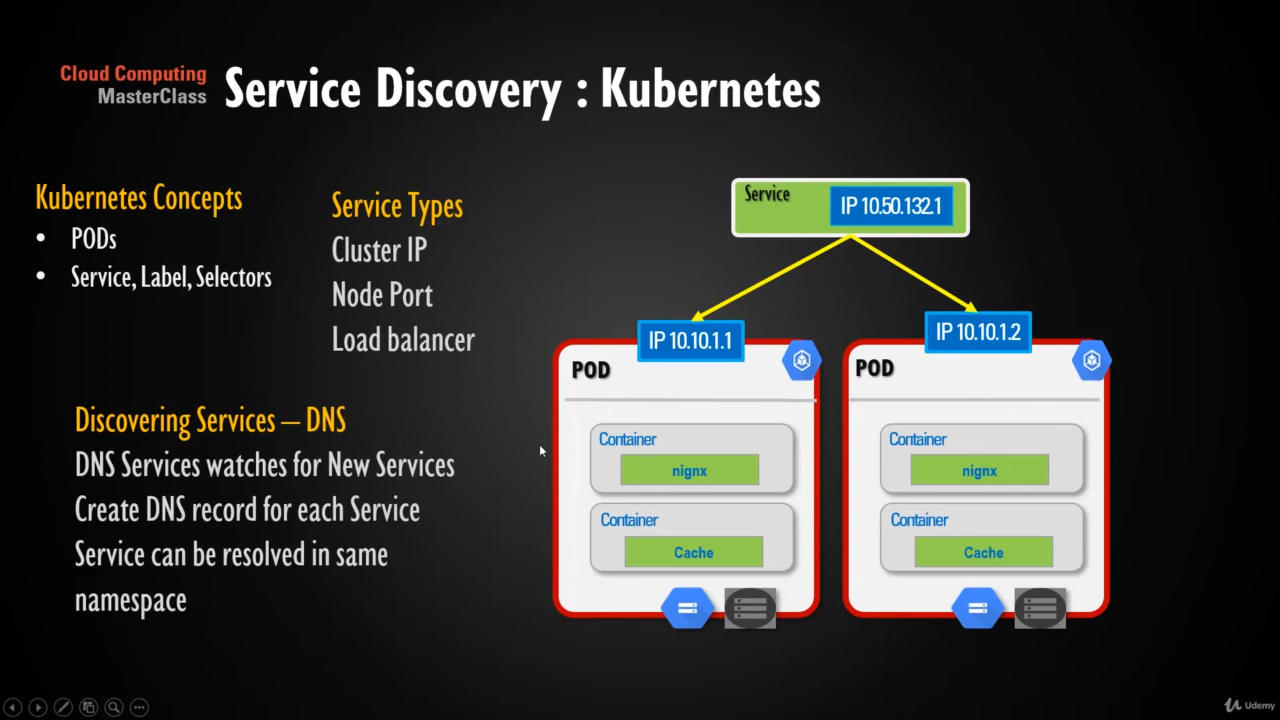 Cloud Computing
MasterClass
Service Discovery : Kubernetes
Kubernetes Concepts
• PODs
• Service, Label, Selectors
Service Types
Cluster IP
Node Port
Load balancer
Discovering Services – DNS
DNS Services watches for New Services
Create DNS record for each Service
Service can be resolved in same
namespace
Service
IP 10.50.132.1
IP 10.10.1.1
POD
Container
nignx
Container
Cache
IP 10.10.1.2
POD
Container
nignx
Container
Cache
Udemy